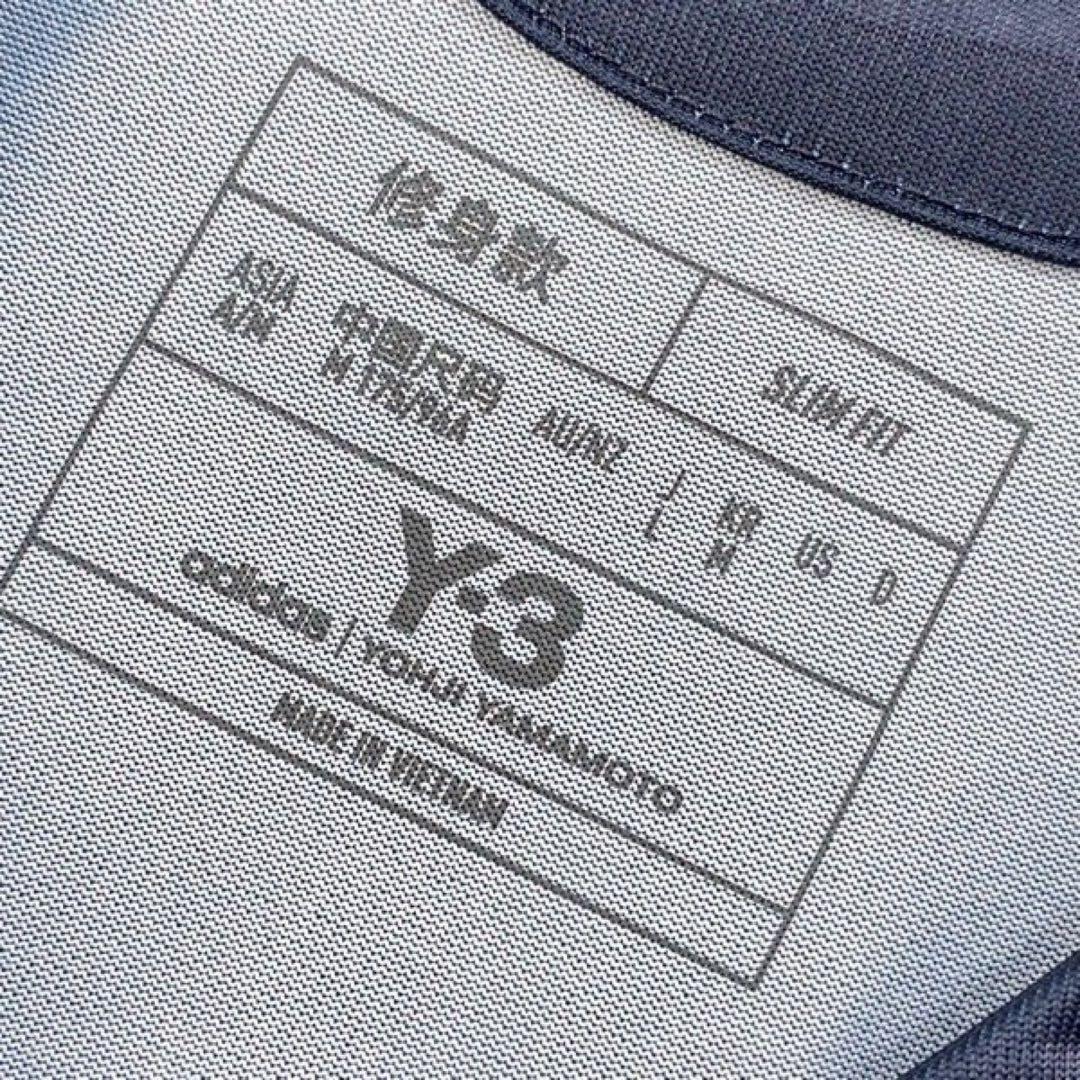 修身款 SLIM FIT
ASIA 中国尺码 AU/NZ J KR US D
A/M M 175/96A L M
Y-3
adidas | YOHJI YAMAMOTO
MADE IN VIETNAM